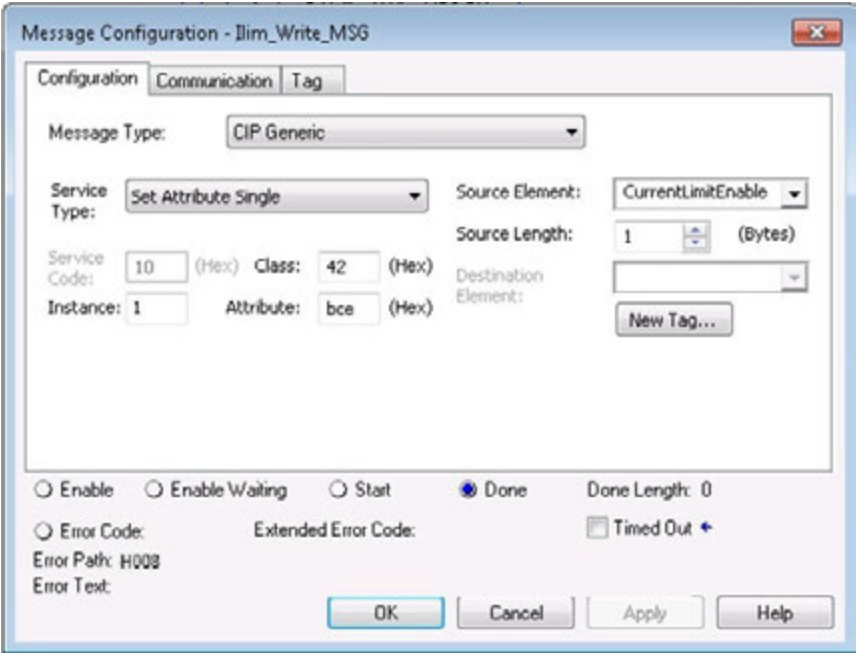 Message Configuration - Ilim_Write_MSG
Configuration Communication Tag
Message Type: CIP Generic
Service Type: Set Attribute Single Source Element: CurrentLimitEnable
Source Length: 1 (Bytes)
Service Code: 10 (Hex) Class: 42 (Hex) Destination Element:
Instance: 1 Attribute: bce (Hex)
New Tag...
Enable Enable Waiting Start Done Done Length: 0
Error Code: Extended Error Code: Timed Out
Error Path: H008
Error Text:
OK Cancel Apply Help